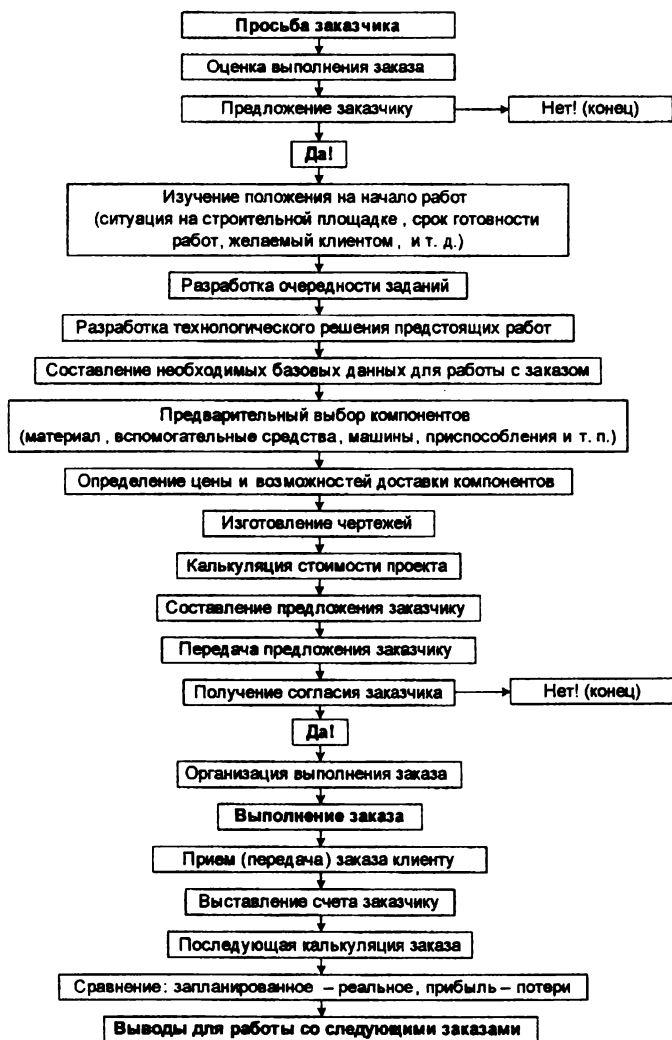 Просьба заказчика
Оценка выполнения заказа
Предложение заказчику
Нет! (конец)
Да!
Изучение положения на начало работ
(ситуация на строительной площадке , срок готовности
работ, желаемый клиентом , и т. д.)
Разработка очередности заданий
Разработка технологического решения предстоящих работ
Составление необходимых базовых данных для работы с заказом
Предварительный выбор компонентов
(материал , вспомогательные средства, машины, приспособления и т. п.)
Определение цены и возможностей доставки компонентов
Изготовление чертежей
Калькуляция стоимости проекта
Составление предложения заказчику
Передача предложения заказчику
Получение согласия заказчика
Нет! (конец)
Да!
Организация выполнения заказа
Выполнение заказа
Прием (передача) заказа клиенту
Выставление счета заказчику
Последующая калькуляция заказа
Сравнение: запланированное – реальное, прибыль – потери
Выводы для работы со следующими заказами